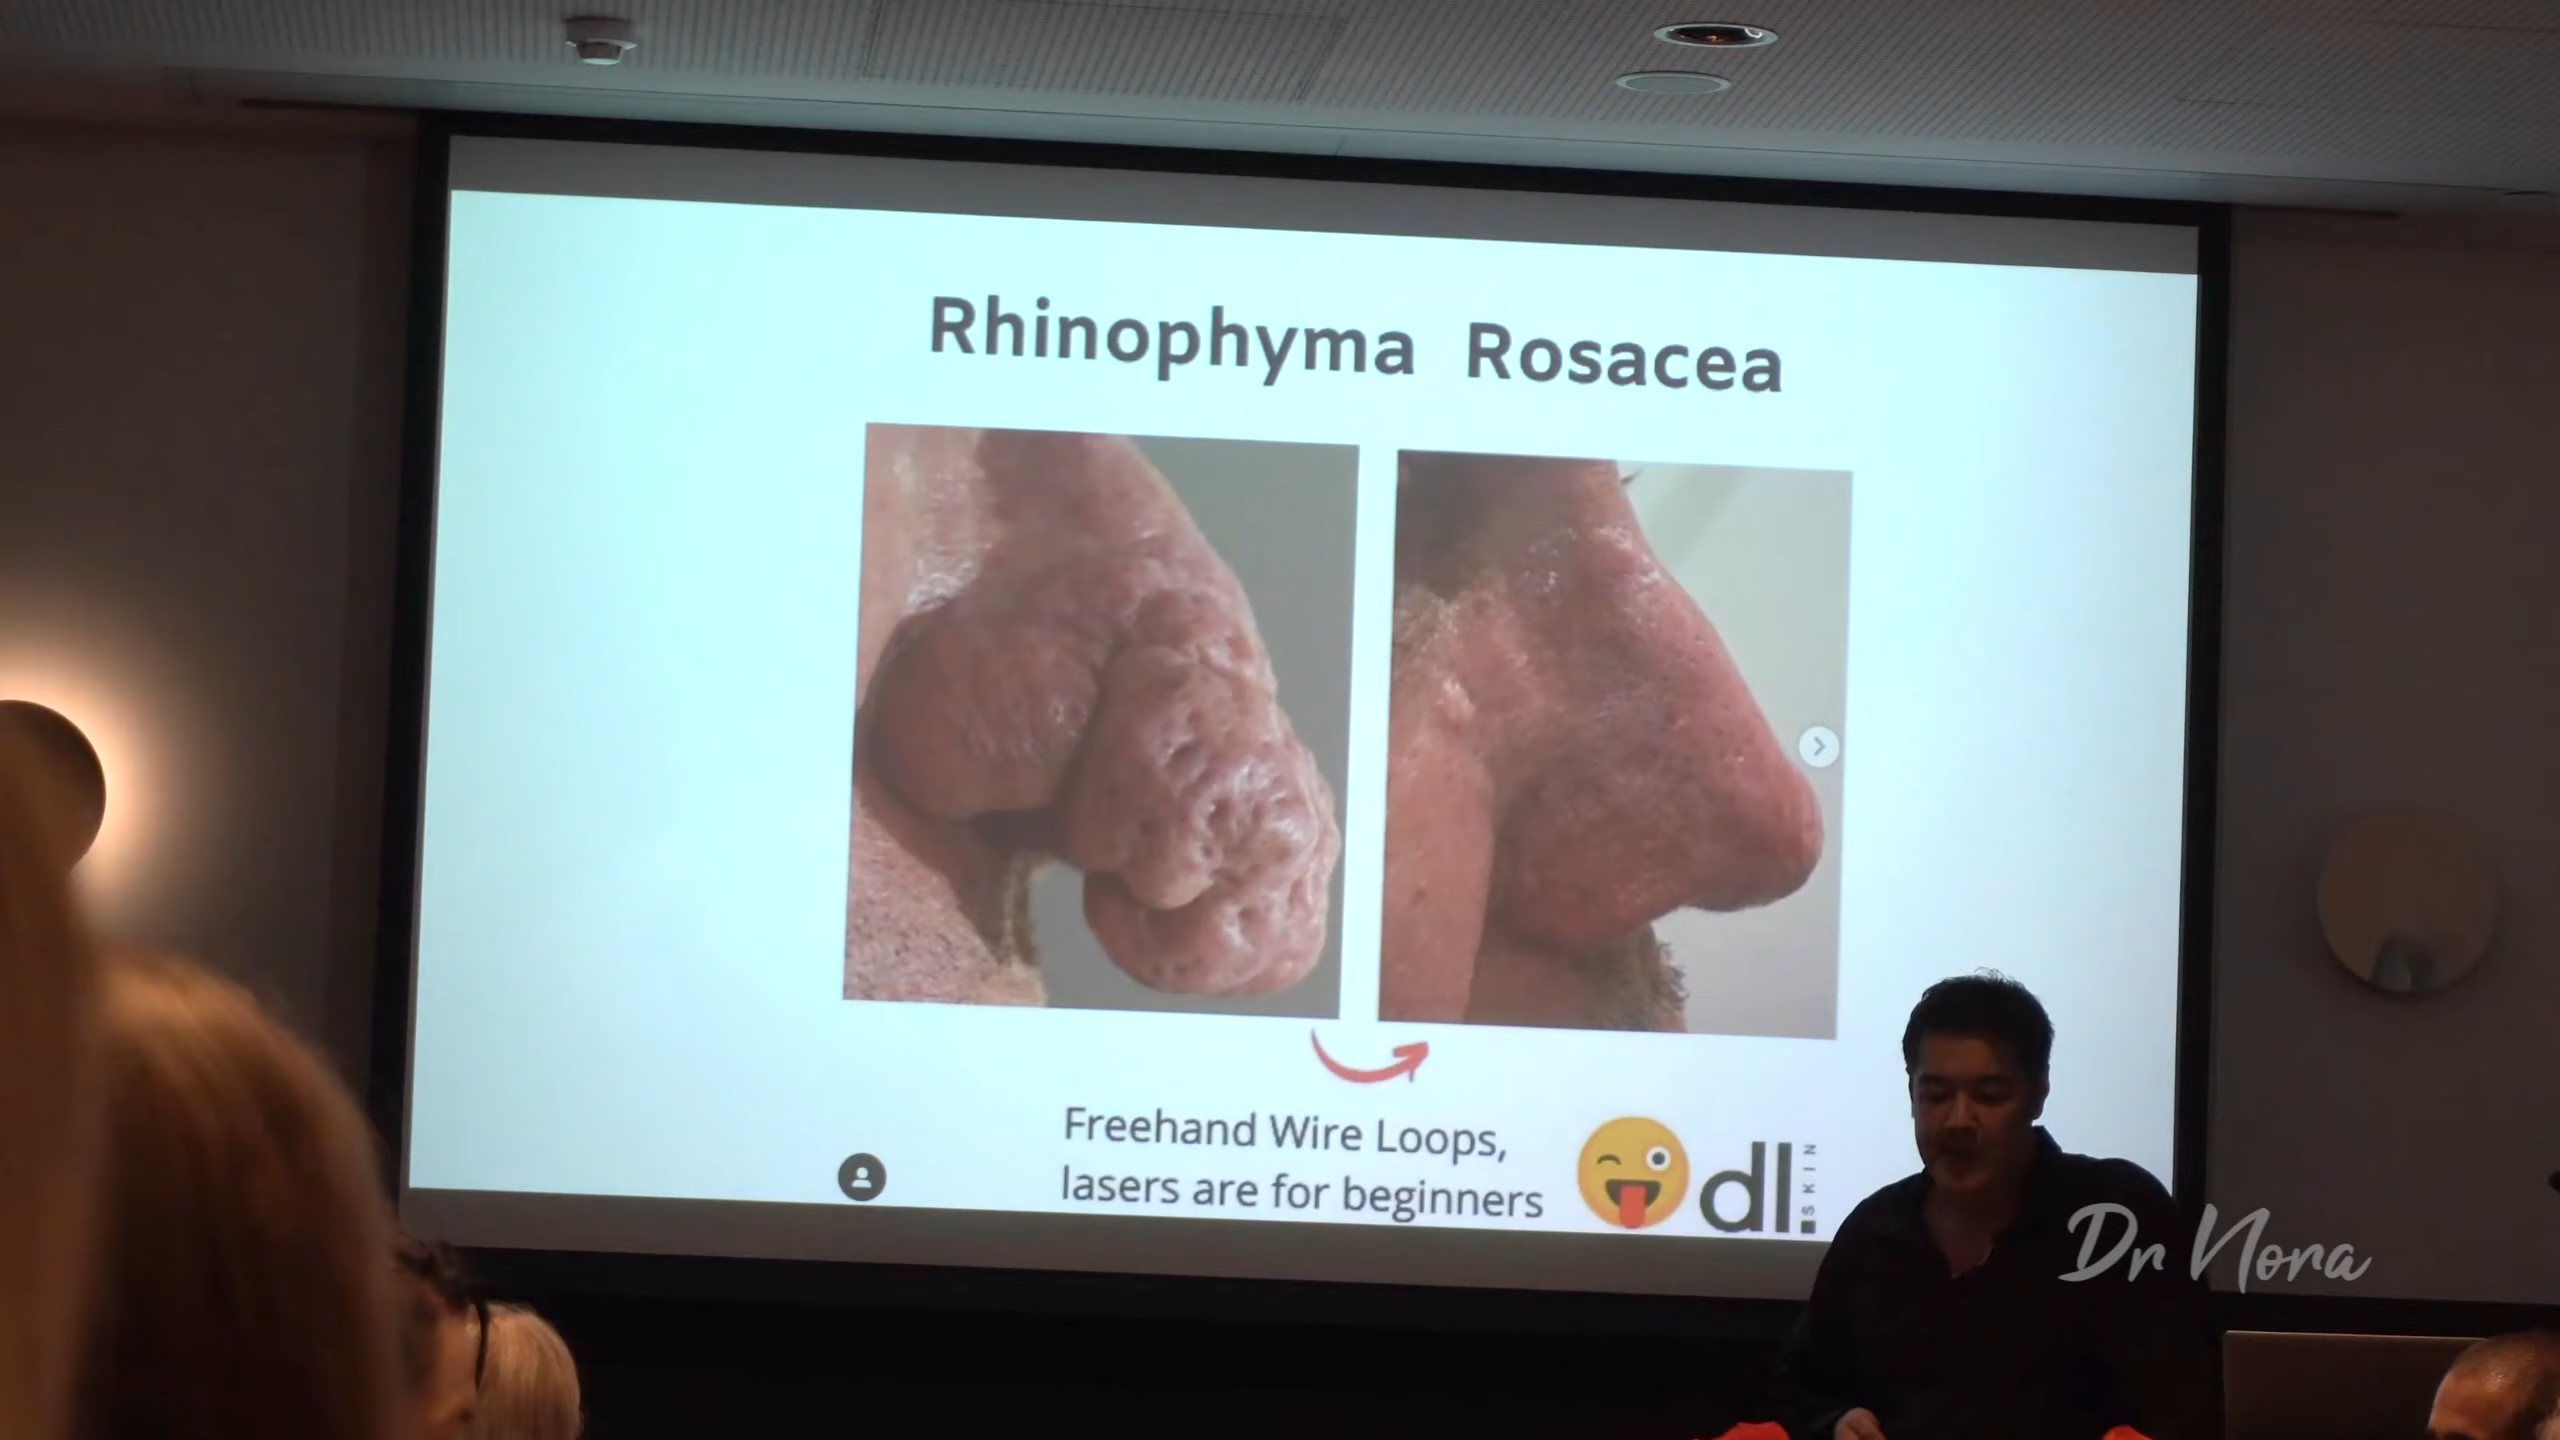 Rhinophyma Rosacea
Freehand Wire Loops,
lasers are for beginners
dl.
SKIN
Dr Nora